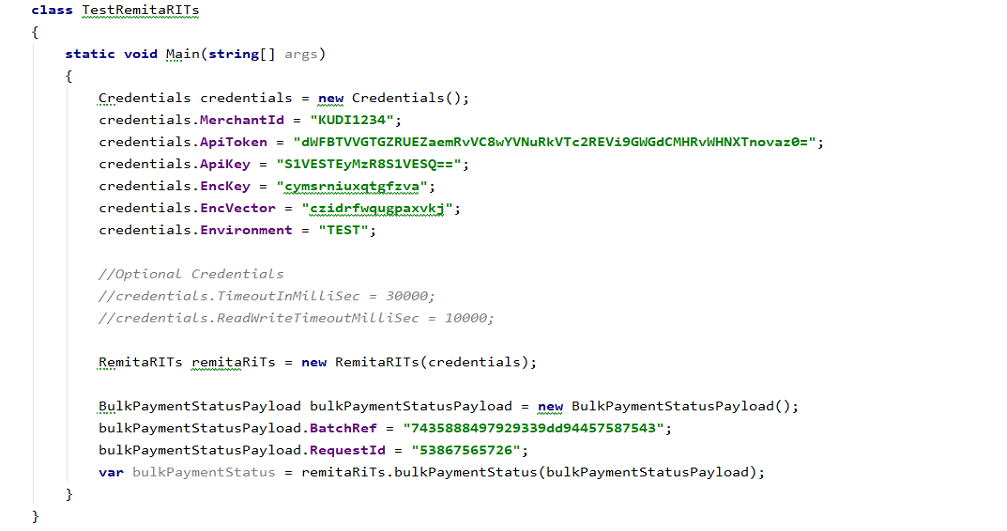 class TestRemitaRITs
{
static void Main(string[] args)
{
Credentials credentials = new Credentials();
credentials.MerchantId = "KUDI1234";
credentials.ApiToken = "dWFBTVVGTGZRUEZaemRvVC8wYVNuRkVTc2REVi9GWGdCMHRvWHNXTnovaz0=";
credentials.ApiKey = "S1VESTEyMzR8S1VESQ==";
credentials.EncKey = "cymsrniuxqtgfzva";
credentials.EncVector = "czidrfwqugpaxvkj";
credentials.Environment = "TEST";
//Optional Credentials
//credentials.TimeoutInMilliSec = 30000;
//credentials.ReadWriteTimeoutMilliSec = 10000;
RemitaRITs remitaRiTs = new RemitaRITs(credentials);
BulkPaymentStatusPayload bulkPaymentStatusPayload = new BulkPaymentStatusPayload();
bulkPaymentStatusPayload.BatchRef = "7435888497929339dd94457587543";
bulkPaymentStatusPayload.RequestId = "53867565726";
var bulkPaymentStatus = remitaRiTs.bulkPaymentStatus(bulkPaymentStatusPayload);
}
}